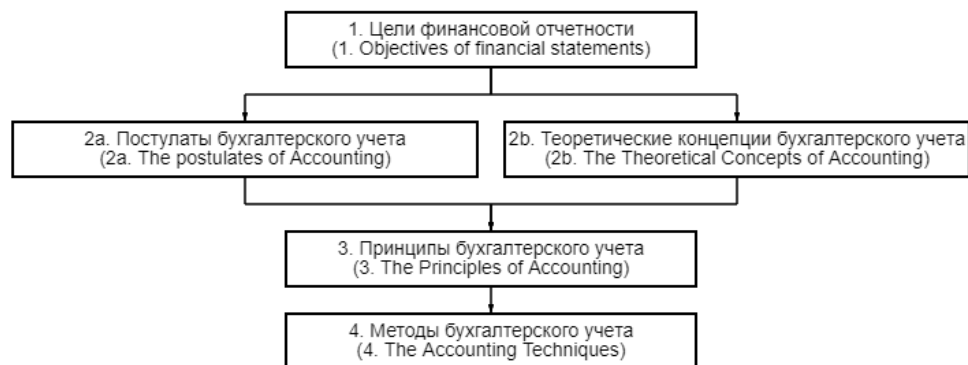 1. Цели финансовой отчетности
(1. Objectives of financial statements)
2a. Постулаты бухгалтерского учета
(2a. The postulates of Accounting)
2b. Теоретические концепции бухгалтерского учета
(2b. The Theoretical Concepts of Accounting)
3. Принципы бухгалтерского учета
(3. The Principles of Accounting)
4. Методы бухгалтерского учета
(4. The Accounting Techniques)